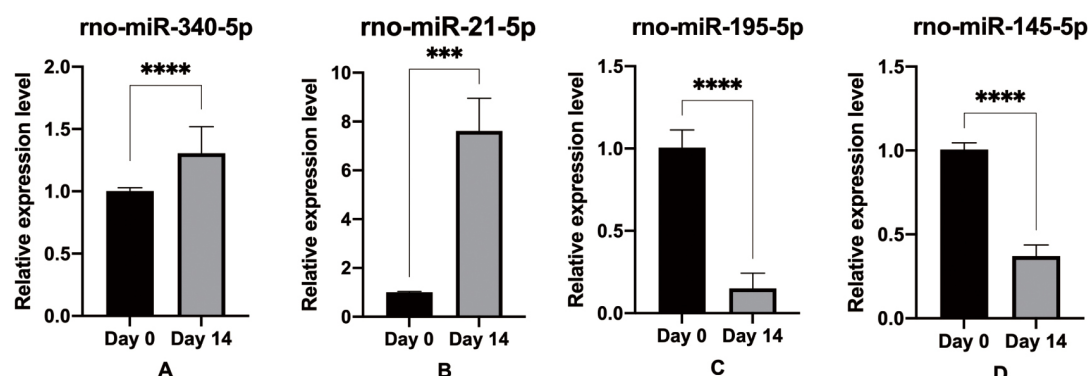 rno-miR-340-5p
Relative expression level
2.0
1.5
1.0
0.5
0.0
****
Day 0 Day 14
A
rno-miR-21-5p
Relative expression level
10
8
6
4
2
0
***
Day 0 Day 14
B
rno-miR-195-5p
Relative expression level
1.5
1.0
0.5
0.0
****
Day 0 Day 14
C
rno-miR-145-5p
Relative expression level
1.5
1.0
0.5
0.0
****
Day 0 Day 14
D